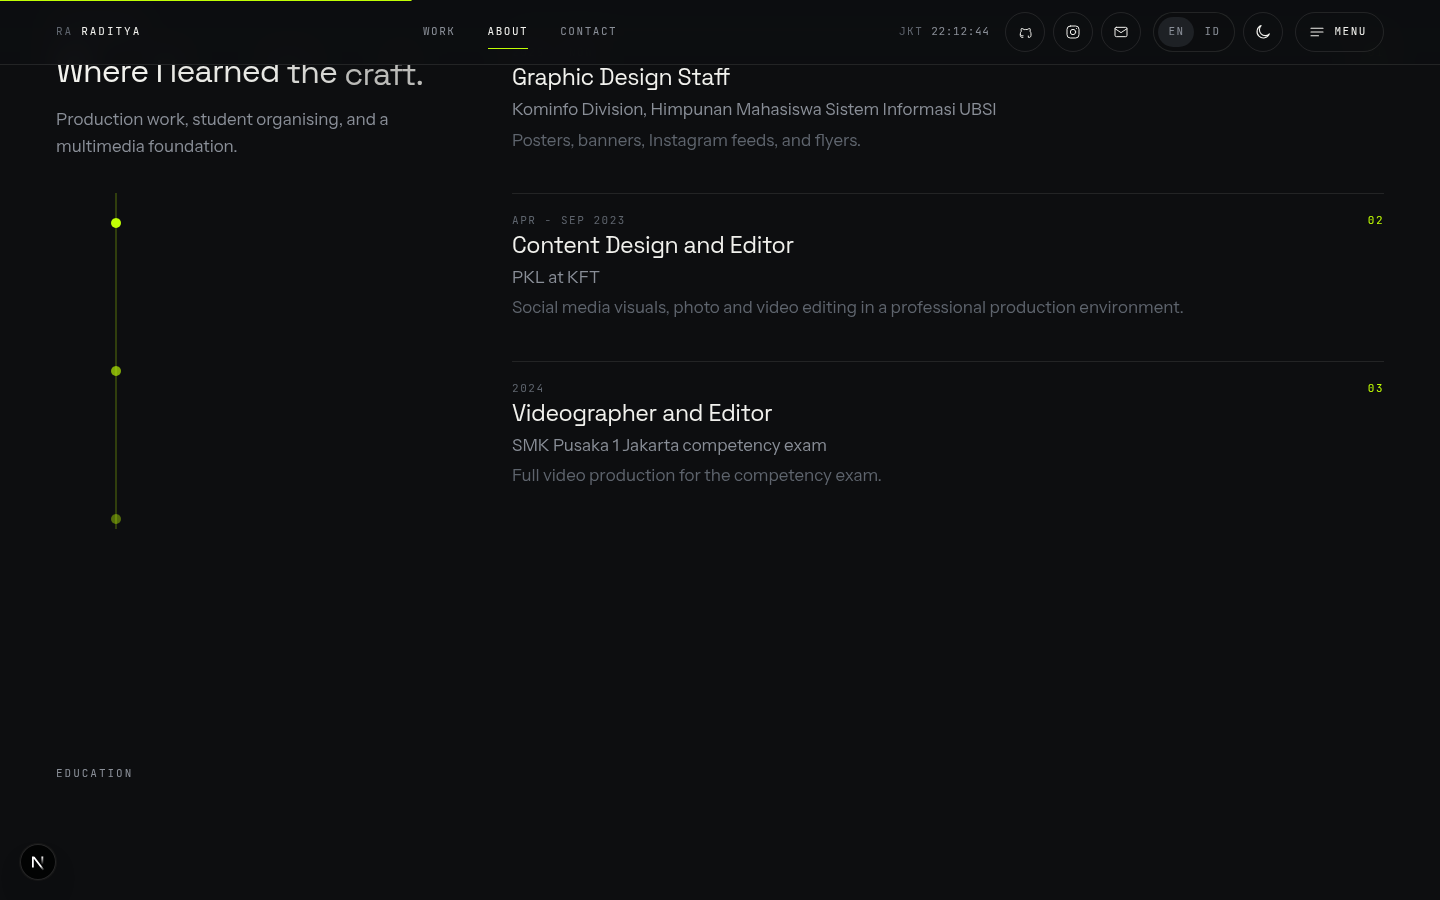 RA RADITYA
WORK
ABOUT
CONTACT
JKT 22:12:44
EN
ID
MENU
Where I learned the craft.
Production work, student organising, and a
multimedia foundation.
Graphic Design Staff
Kominfo Division, Himpunan Mahasiswa Sistem Informasi UBSI
Posters, banners, Instagram feeds, and flyers.
APR - SEP 2023
02
Content Design and Editor
PKL at KFT
Social media visuals, photo and video editing in a professional production environment.
2024
03
Videographer and Editor
SMK Pusaka 1 Jakarta competency exam
Full video production for the competency exam.
EDUCATION
N